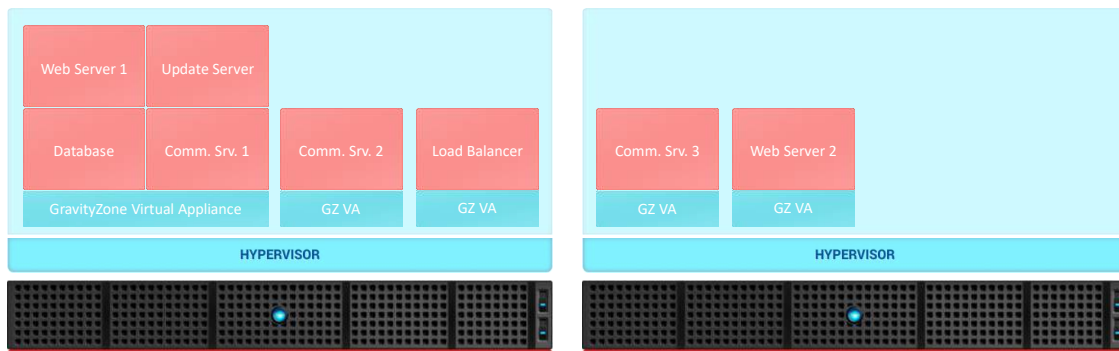 Web Server 1
Update Server
Database
Comm. Srv. 1
Comm. Srv. 2
Load Balancer
GravityZone Virtual Appliance
GZ VA
GZ VA
HYPERVISOR
Comm. Srv. 3
Web Server 2
GZ VA
GZ VA
HYPERVISOR